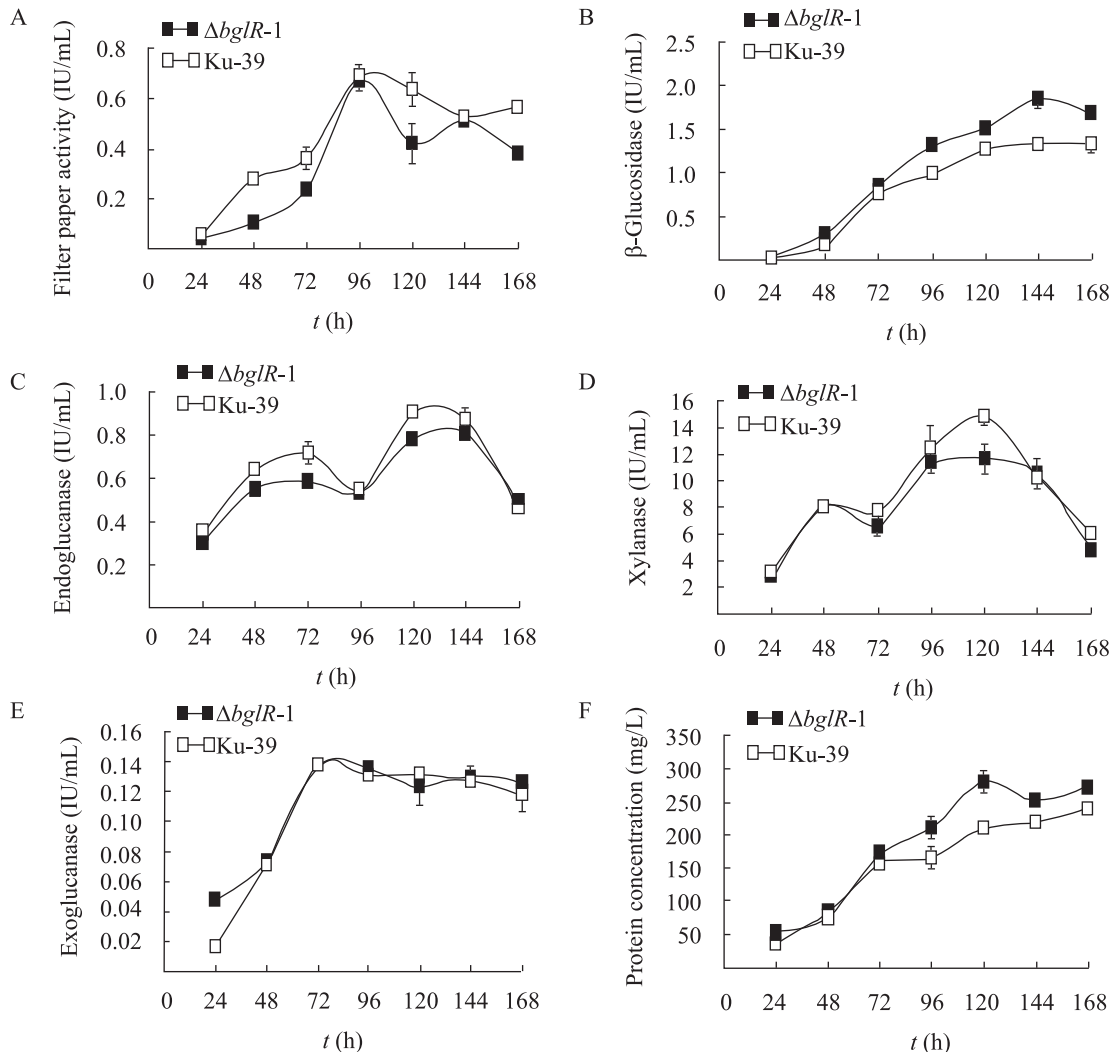 A
ΔbglR-1
Ku-39
Filter paper activity (IU/mL)
0.8
0.6
0.4
0.2
0 24 48 72 96 120 144 168
t (h)
B
ΔbglR-1
Ku-39
β-Glucosidase (IU/mL)
2.5
2.0
1.5
1.0
0.5
0 24 48 72 96 120 144 168
t (h)
C
ΔbglR-1
Ku-39
Endoglucanase (IU/mL)
1.0
0.8
0.6
0.4
0.2
0 24 48 72 96 120 144 168
t (h)
D
ΔbglR-1
Ku-39
Xylanase (IU/mL)
16
14
12
10
8
6
4
2
0 24 48 72 96 120 144 168
t (h)
E
ΔbglR-1
Ku-39
Exoglucanase (IU/mL)
0.16
0.14
0.12
0.10
0.08
0.06
0.04
0.02
0 24 48 72 96 120 144 168
t (h)
F
ΔbglR-1
Ku-39
Protein concentration (mg/L)
350
300
250
200
150
100
50
0 24 48 72 96 120 144 168
t (h)